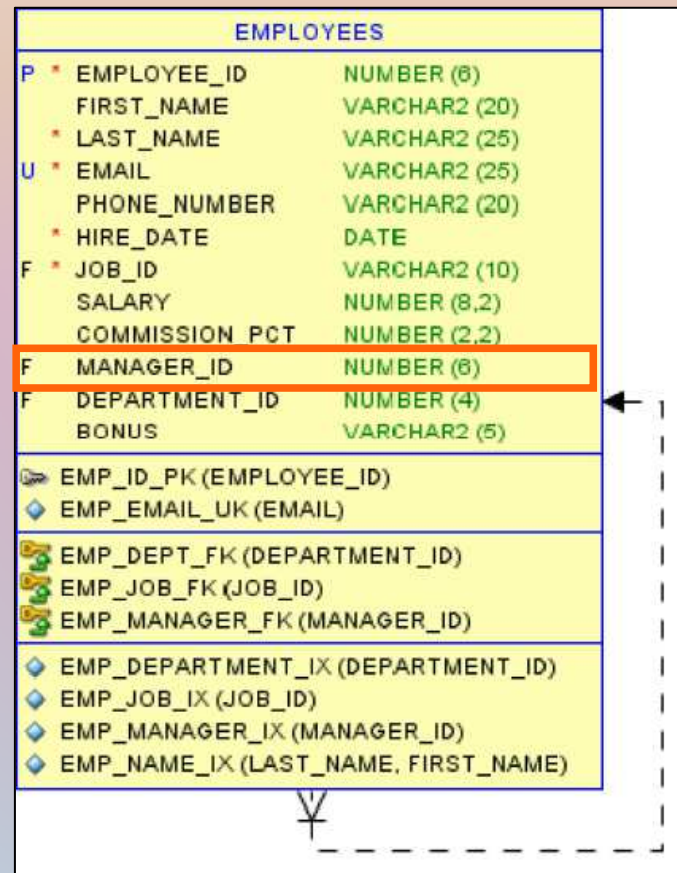 EMPLOYEES
P * EMPLOYEE_ID NUMBER (6)
FIRST_NAME VARCHAR2 (20)
* LAST_NAME VARCHAR2 (25)
U * EMAIL VARCHAR2 (25)
PHONE_NUMBER VARCHAR2 (20)
* HIRE_DATE DATE
F * JOB_ID VARCHAR2 (10)
SALARY NUMBER (8,2)
COMMISSION_PCT NUMBER (2,2)
F MANAGER_ID NUMBER (6)
F DEPARTMENT_ID NUMBER (4)
BONUS VARCHAR2 (5)
EMP_ID_PK (EMPLOYEE_ID)
EMP_EMAIL_UK (EMAIL)
EMP_DEPT_FK (DEPARTMENT_ID)
EMP_JOB_FK (JOB_ID)
EMP_MANAGER_FK (MANAGER_ID)
EMP_DEPARTMENT_IX (DEPARTMENT_ID)
EMP_JOB_IX (JOB_ID)
EMP_MANAGER_IX (MANAGER_ID)
EMP_NAME_IX (LAST_NAME, FIRST_NAME)